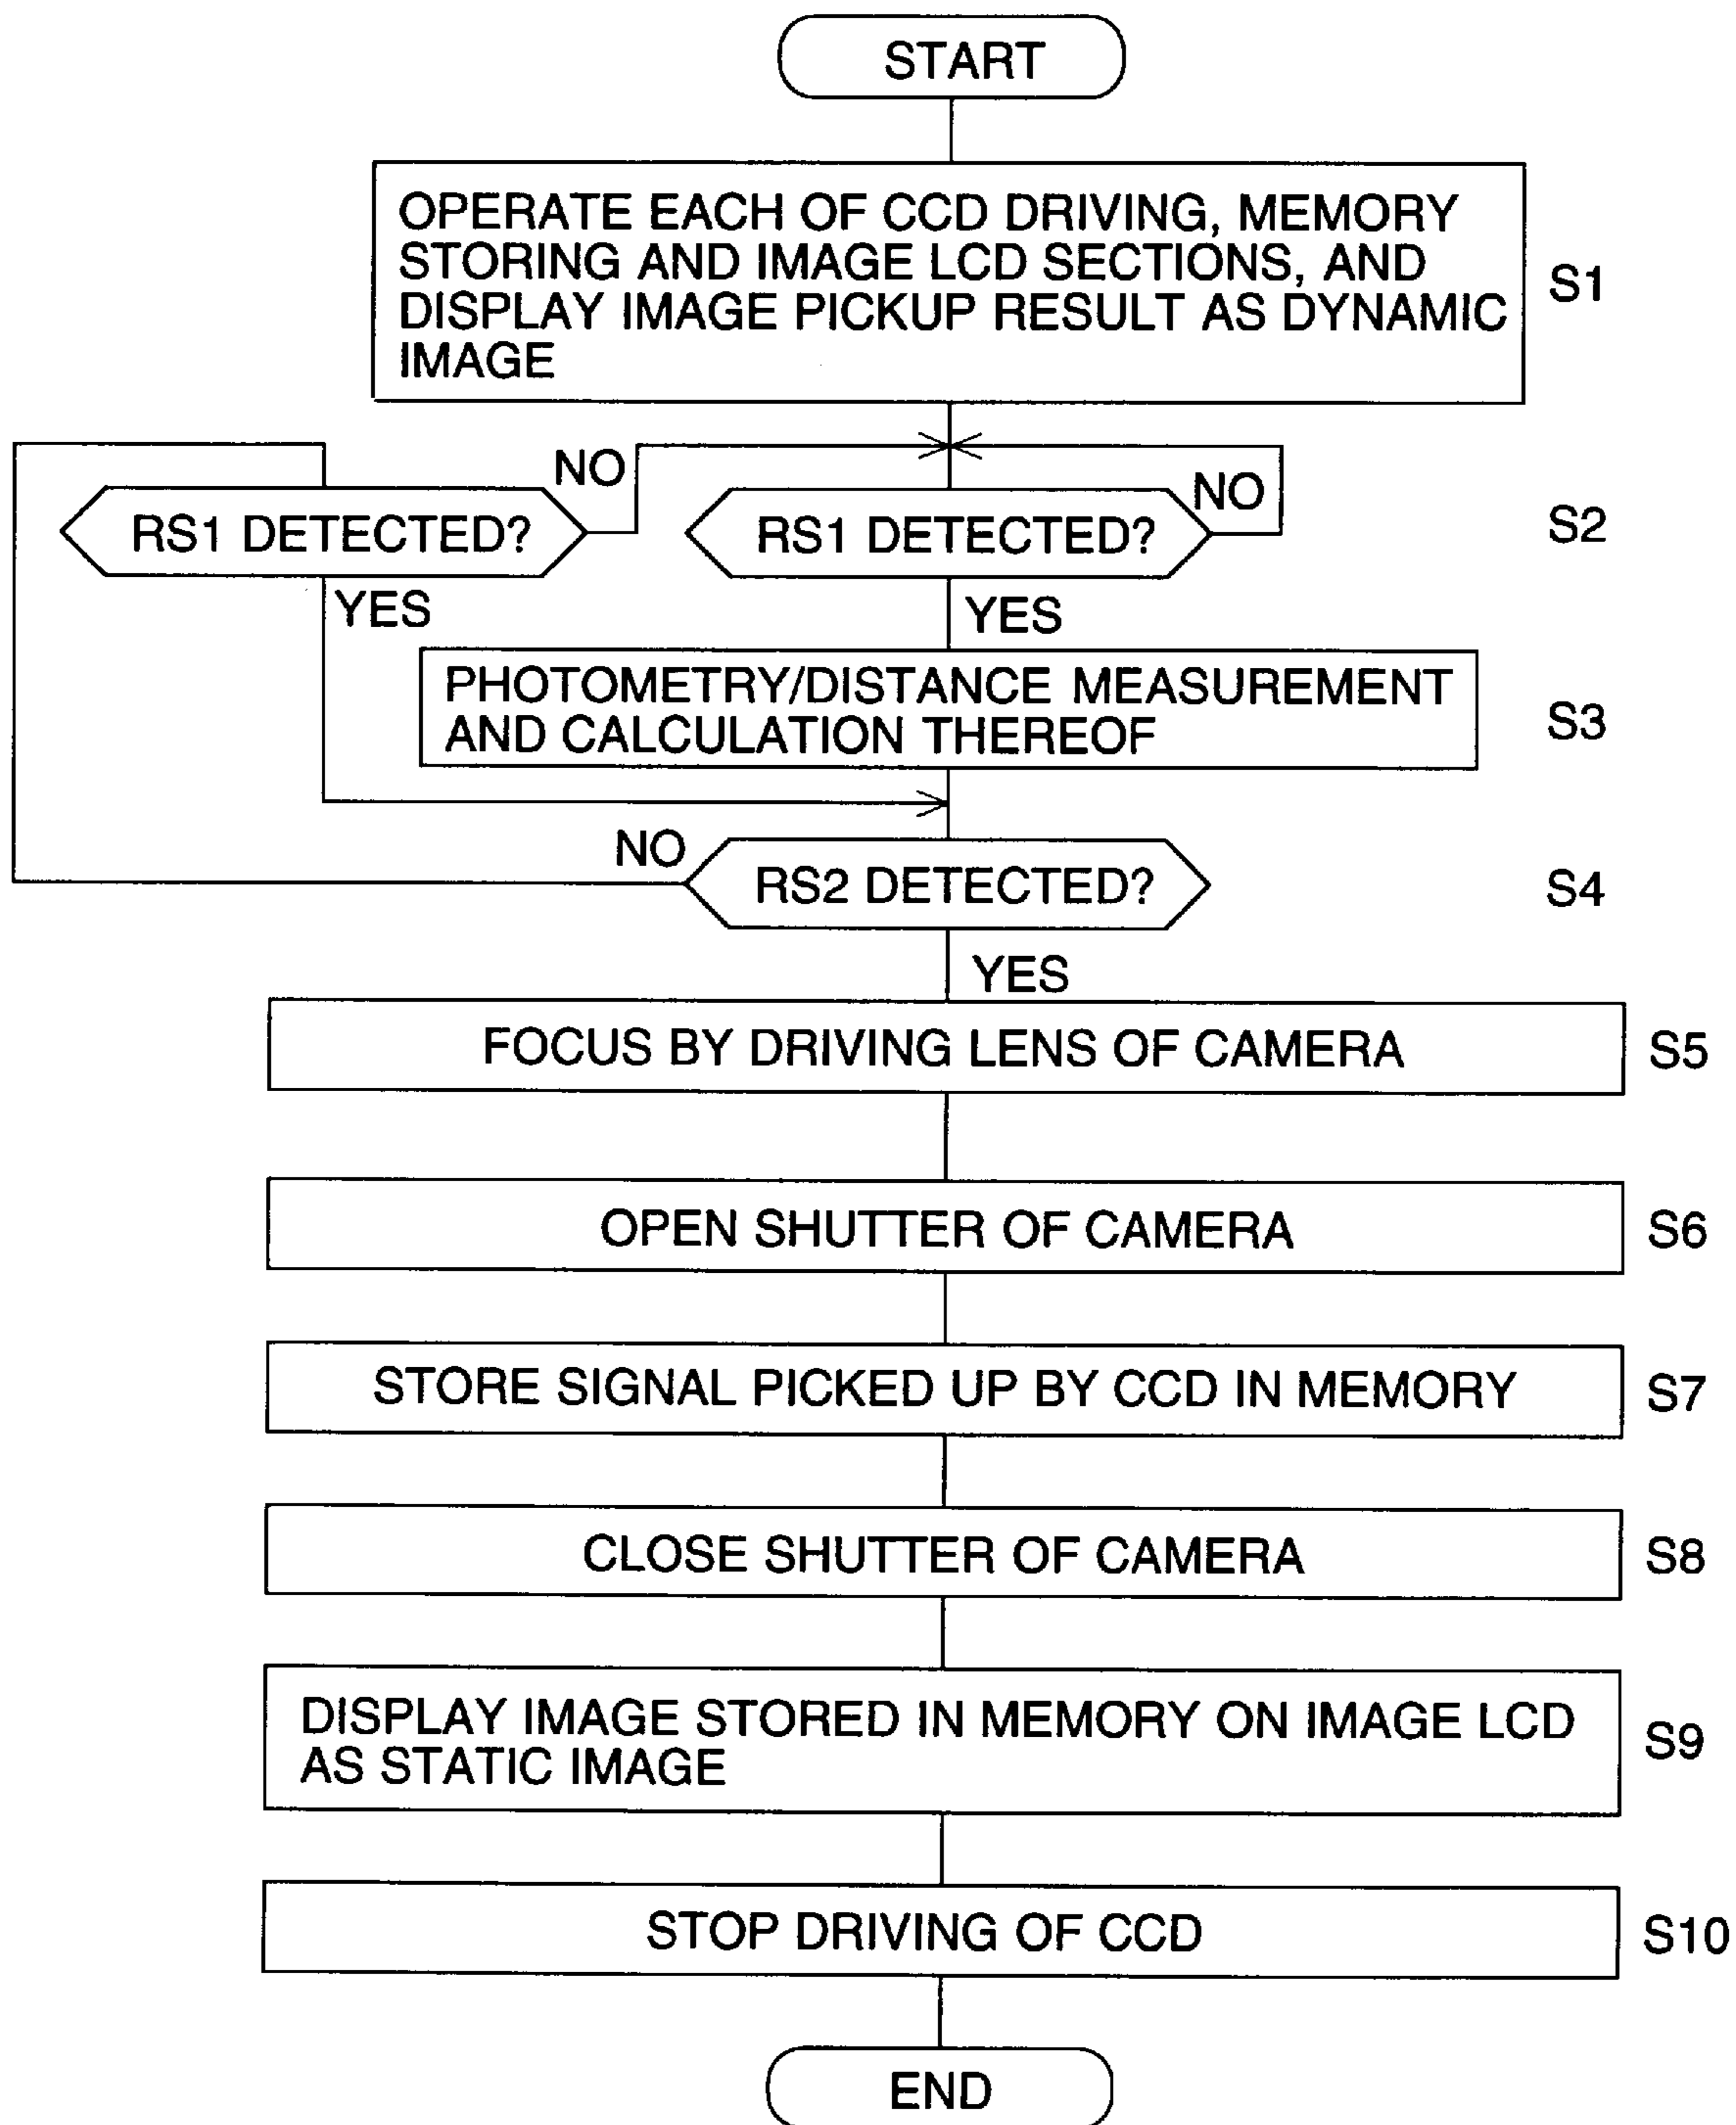 START
OPERATE EACH OF CCD DRIVING, MEMORY
STORING AND IMAGE LCD SECTIONS, AND
DISPLAY IMAGE PICKUP RESULT AS DYNAMIC
IMAGE
S1
NO
NO
RS1 DETECTED?
RS1 DETECTED?
S2
YES
YES
PHOTOMETRY/DISTANCE MEASUREMENT
AND CALCULATION THEREOF
S3
NO
RS2 DETECTED?
S4
YES
FOCUS BY DRIVING LENS OF CAMERA
S5
OPEN SHUTTER OF CAMERA
S6
STORE SIGNAL PICKED UP BY CCD IN MEMORY
S7
CLOSE SHUTTER OF CAMERA
S8
DISPLAY IMAGE STORED IN MEMORY ON IMAGE LCD
AS STATIC IMAGE
S9
STOP DRIVING OF CCD
S10
END